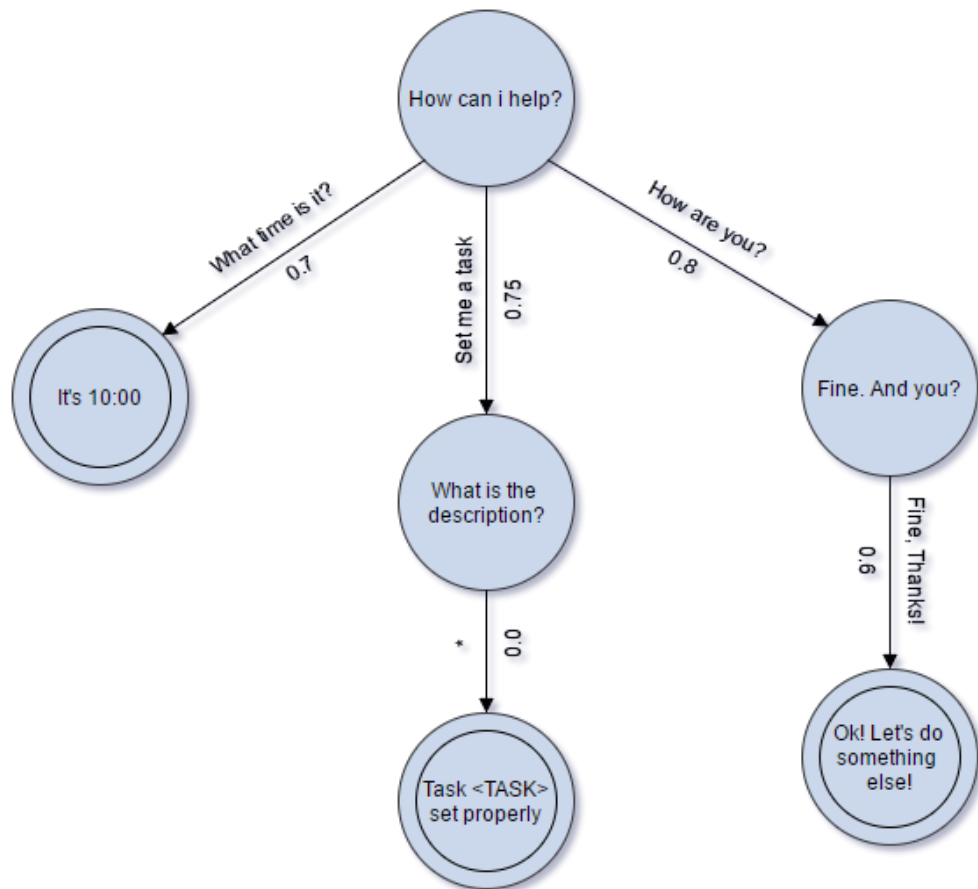 How can i help?
What time is it?
0.7
Set me a task
0.75
How are you?
0.8
It's 10:00
Fine. And you?
What is the
description?
Fine, Thanks!
0.6
*
0.0
Ok! Let's do
something
else!
Task <TASK>
set properly